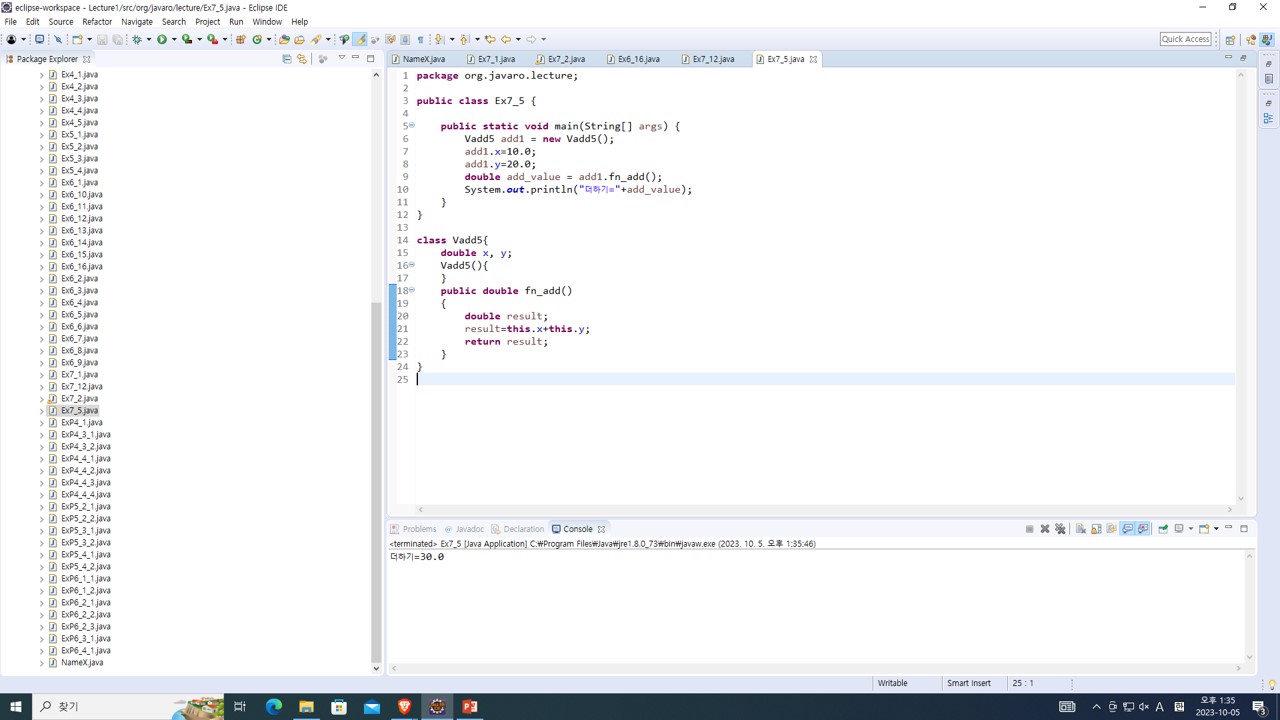 eclipse-workspace - Lecture1/src/org/javaro/lecture/Ex7_5.java - Eclipse IDE
File Edit Source Refactor Navigate Search Project Run Window Help
Quick Access
Package Explorer
Ex4_1.java
Ex4_2.java
Ex4_3.java
Ex4_4.java
Ex4_5.java
Ex5_1.java
Ex5_2.java
Ex5_3.java
Ex5_4.java
Ex6_1.java
Ex6_10.java
Ex6_11.java
Ex6_12.java
Ex6_13.java
Ex6_14.java
Ex6_15.java
Ex6_16.java
Ex6_2.java
Ex6_3.java
Ex6_4.java
Ex6_5.java
Ex6_6.java
Ex6_7.java
Ex6_8.java
Ex6_9.java
Ex7_1.java
Ex7_12.java
Ex7_2.java
Ex7_5.java
ExP4_1.java
ExP4_3_1.java
ExP4_3_2.java
ExP4_4_1.java
ExP4_4_2.java
ExP4_4_3.java
ExP4_4_4.java
ExP5_2_1.java
ExP5_2_2.java
ExP5_3_1.java
ExP5_3_2.java
ExP5_4_1.java
ExP5_4_2.java
ExP6_1_1.java
ExP6_1_2.java
ExP6_2_1.java
ExP6_2_2.java
ExP6_2_3.java
ExP6_3_1.java
ExP6_4_1.java
NameX.java
NameX.java Ex7_1.java Ex7_2.java Ex6_16.java Ex7_12.java Ex7_5.java
1 package org.javaro.lecture;
2
3 public class Ex7_5 {
4
5 public static void main(String[] args) {
6 Vadd5 add1 = new Vadd5();
7 add1.x=10.0;
8 add1.y=20.0;
9 double add_value = add1.fn_add();
10 System.out.println("더하기="+add_value);
11 }
12 }
13
14 class Vadd5{
15 double x, y;
16 Vadd5(){
17 }
18 public double fn_add()
19 {
20 double result;
21 result=this.x+this.y;
22 return result;
23 }
24 }
25
Problems Javadoc Declaration Console
<terminated> Ex7_5 [Java Application] C:₩Program Files₩Java₩jre1.8.0_73₩bin₩javaw.exe (2023. 10. 5. 오후 1:35:46)
더하기=30.0
Writable Smart Insert 25 : 1
찾기
A 漢 오후 1:35
2023-10-05
3